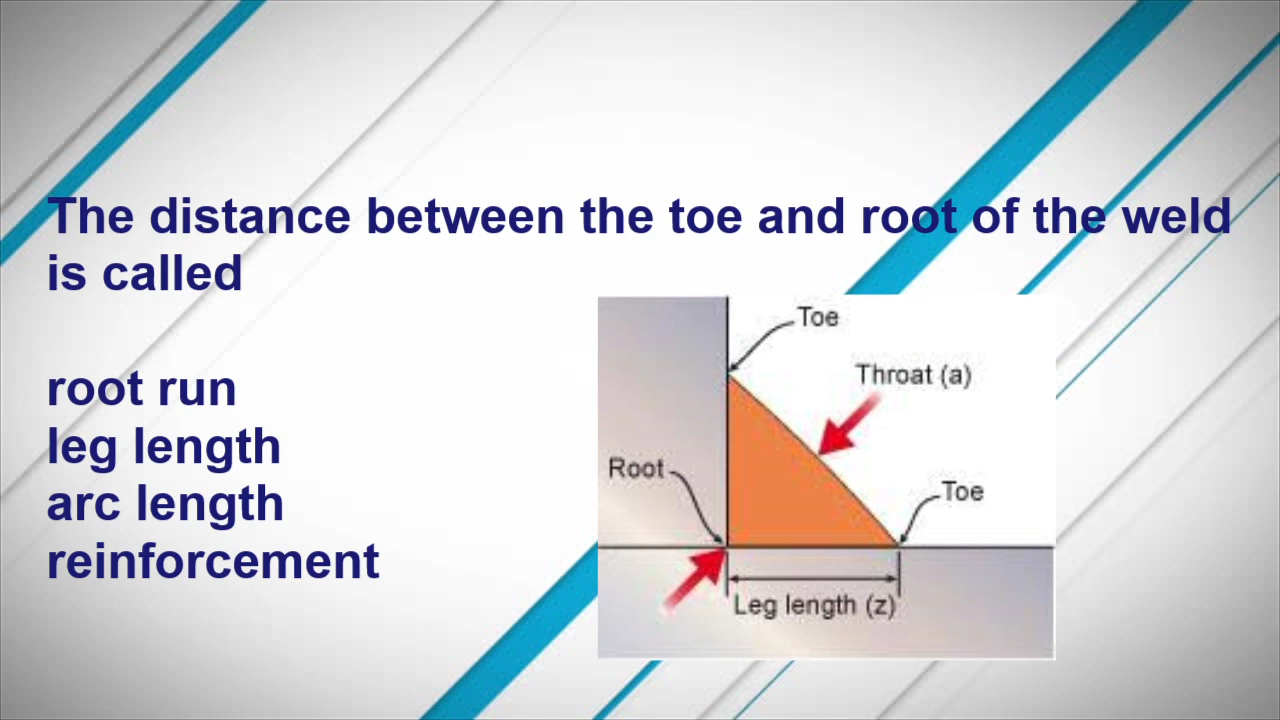 The distance between the toe and root of the weld
is called
root run
leg length
arc length
reinforcement
Toe
Throat (a)
Root
Toe
Leg length (z)